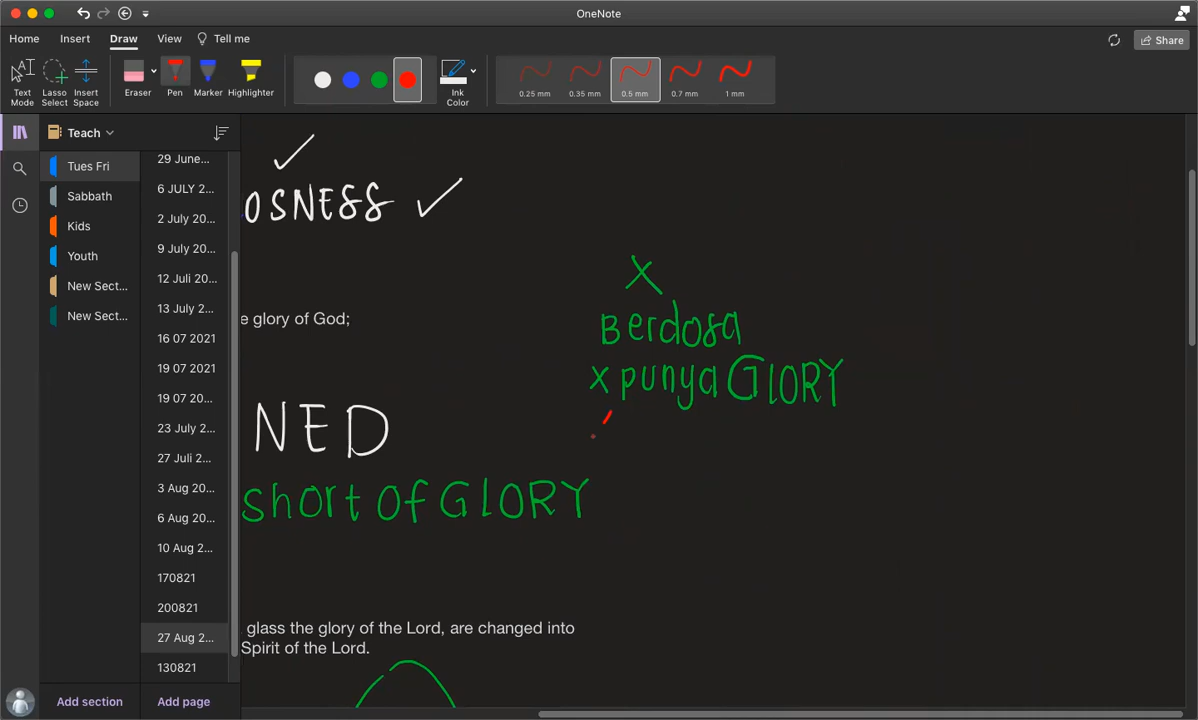 OneNote
Home Insert Draw View Tell me
Share
Text Mode
Lasso Select
Insert Space
Eraser
Pen
Marker
Highlighter
Ink Color
0.25 mm
0.35 mm
0.5 mm
0.7 mm
1 mm
Teach
Tues Fri
Sabbath
Kids
Youth
New Sect...
New Sect...
29 June...
6 JULY 2...
2 July 20...
9 July 20...
12 Juli 20...
13 July 2...
16 07 2021
19 07 2021
19 07 20...
23 July 2...
27 Juli 20...
3 Aug 20...
6 Aug 20...
10 Aug 2...
170821
200821
27 Aug 2...
130821
Add section
Add page
OSNESS ✓
e glory of God;
X
Berdosa
x punya GLORY
NED
short of GLORY
glass the glory of the Lord, are changed into
Spirit of the Lord.